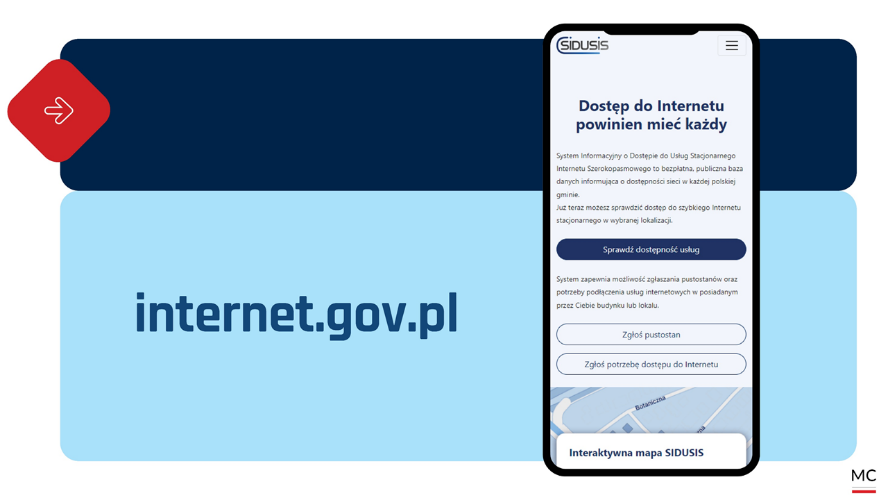 SIDUSIS
Dostęp do Internetu
powinien mieć każdy
System Informacyjny o Dostępie do Usług Stacjonarnego
Internetu Szerokopasmowego to bezpłatna, publiczna baza
danych informująca o dostępności sieci w każdej polskiej
gminie.
Już teraz możesz sprawdzić dostęp do szybkiego Internetu
stacjonarnego w wybranej lokalizacji.
Sprawdź dostępność usług
System zapewnia możliwość zgłaszania pustostanów oraz
potrzeby podłączenia usług internetowych w posiadanym
przez Ciebie budynku lub lokalu.
internet.gov.pl
Zgłoś pustostan
Zgłoś potrzebę dostępu do Internetu
Botaniczna
Interaktywna mapa SIDUSIS
MC